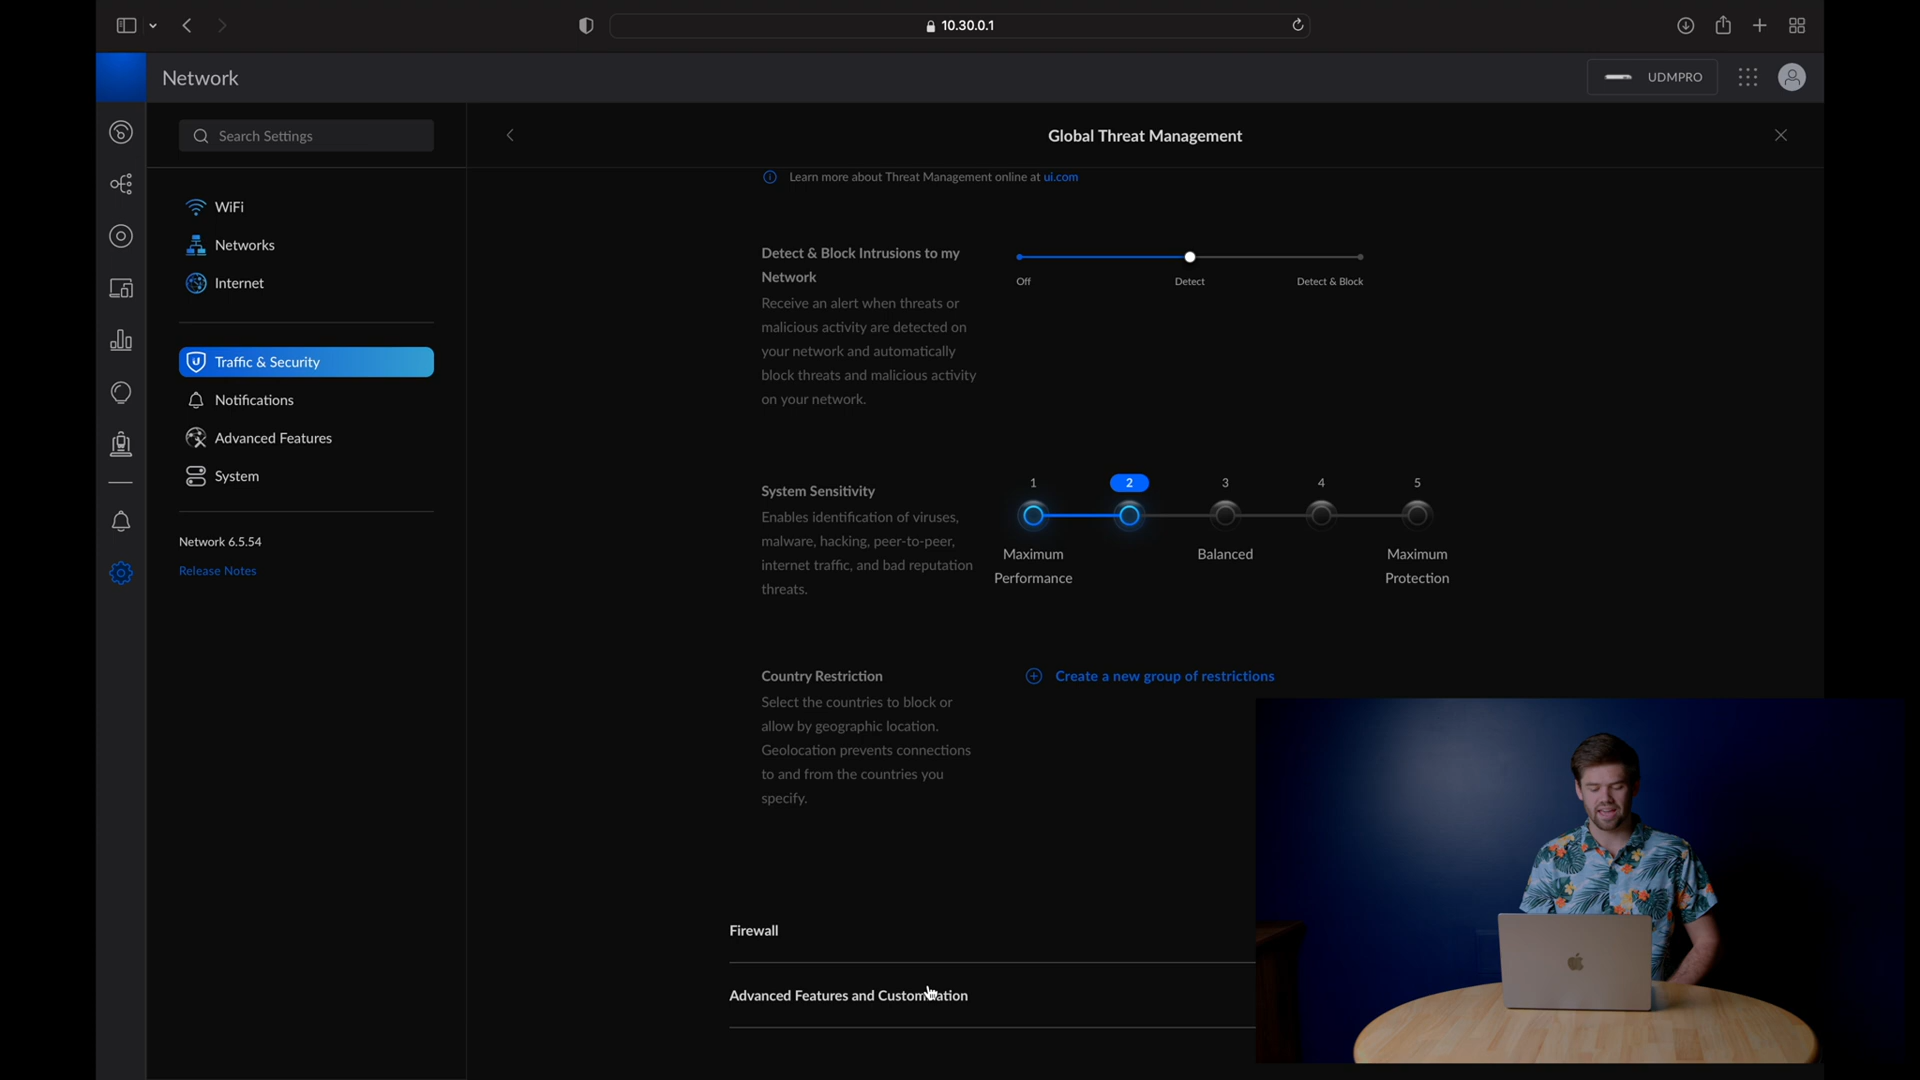 10.30.0.1
Network
UDMPRO
Search Settings
Global Threat Management
Learn more about Threat Management online at ui.com
WiFi
Networks
Internet
Traffic & Security
Notifications
Advanced Features
System
Network 6.5.54
Release Notes
Detect & Block Intrusions to my
Network
Receive an alert when threats or
malicious activity are detected on
your network and automatically
block threats and malicious activity
on your network.
Off
Detect
Detect & Block
System Sensitivity
Enables identification of viruses,
malware, hacking, peer-to-peer,
internet traffic, and bad reputation
threats.
1
2
3
4
5
Maximum
Performance
Balanced
Maximum
Protection
Country Restriction
Select the countries to block or
allow by geographic location.
Geolocation prevents connections
to and from the countries you
specify.
Create a new group of restrictions
Firewall
Advanced Features and Customization